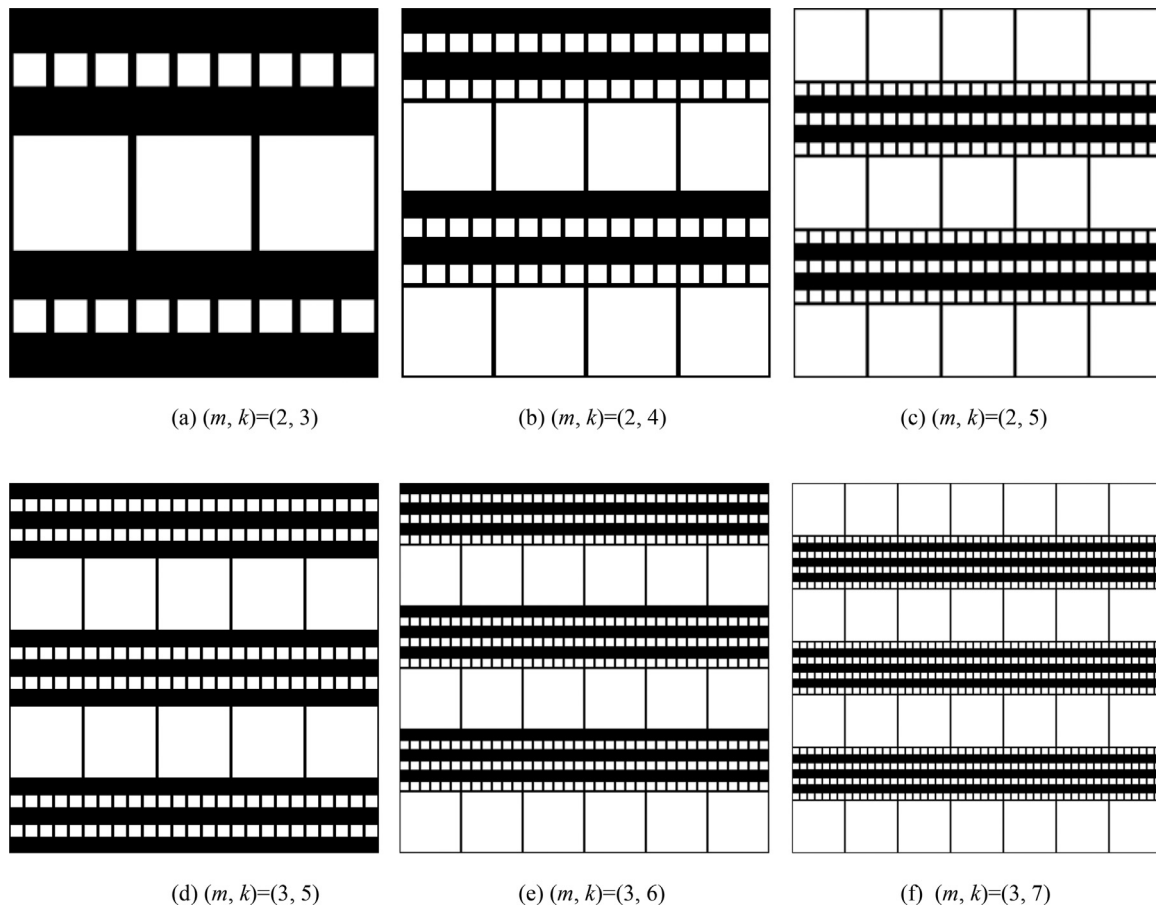 (a) (m, k)=(2, 3)
(b) (m, k)=(2, 4)
(c) (m, k)=(2, 5)
(d) (m, k)=(3, 5)
(e) (m, k)=(3, 6)
(f) (m, k)=(3, 7)